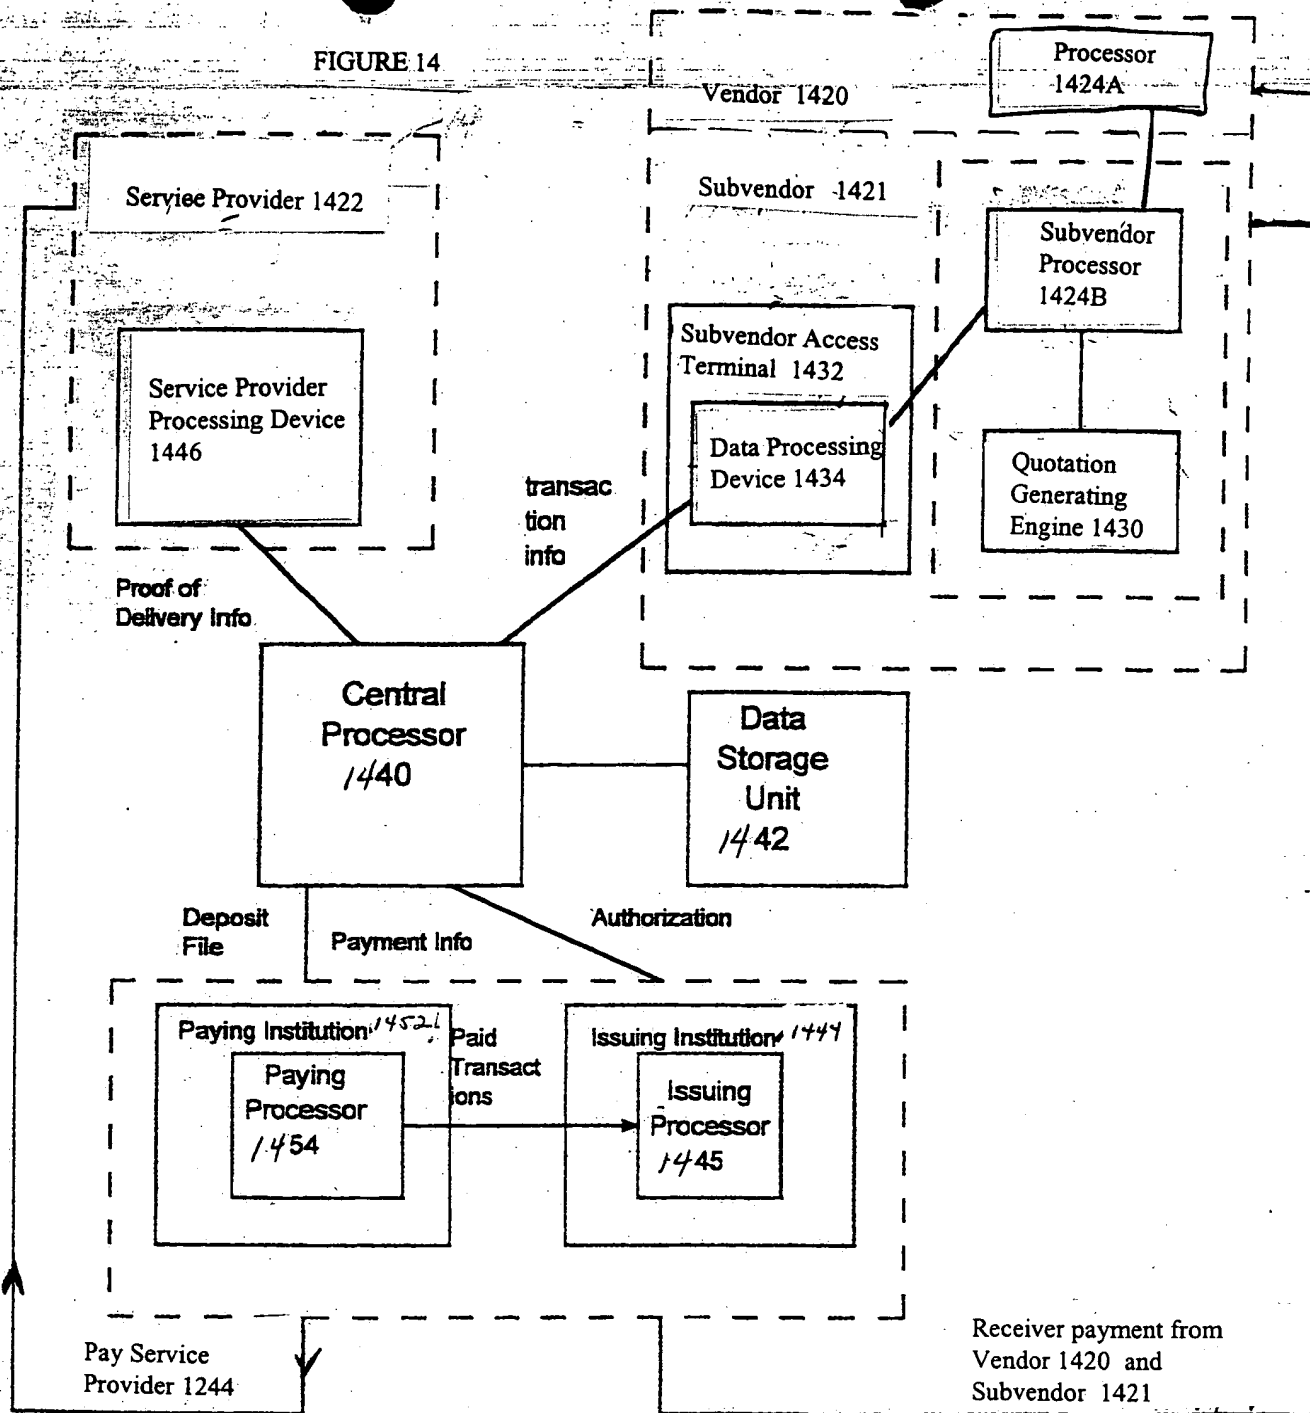 FIGURE 14
Processor
1424A
Vendor 1420
Service Provider 1422
Subvendor 1421
Subvendor
Processor
1424B
Subvendor Access
Terminal 1432
Service Provider
Processing Device
1446
Data Processing
Device 1434
Quotation
Generating
Engine 1430
transac
tion
info
Proof of
Delivery Info
Central
Processor
1440
Data
Storage
Unit
1442
Deposit
File
Payment Info
Authorization
Paying Institution 1452
Paid
Transact
ions
Issuing Institution 1444
Paying
Processor
1454
Issuing
Processor
1445
Pay Service
Provider 1244
Receiver payment from
Vendor 1420 and
Subvendor 1421